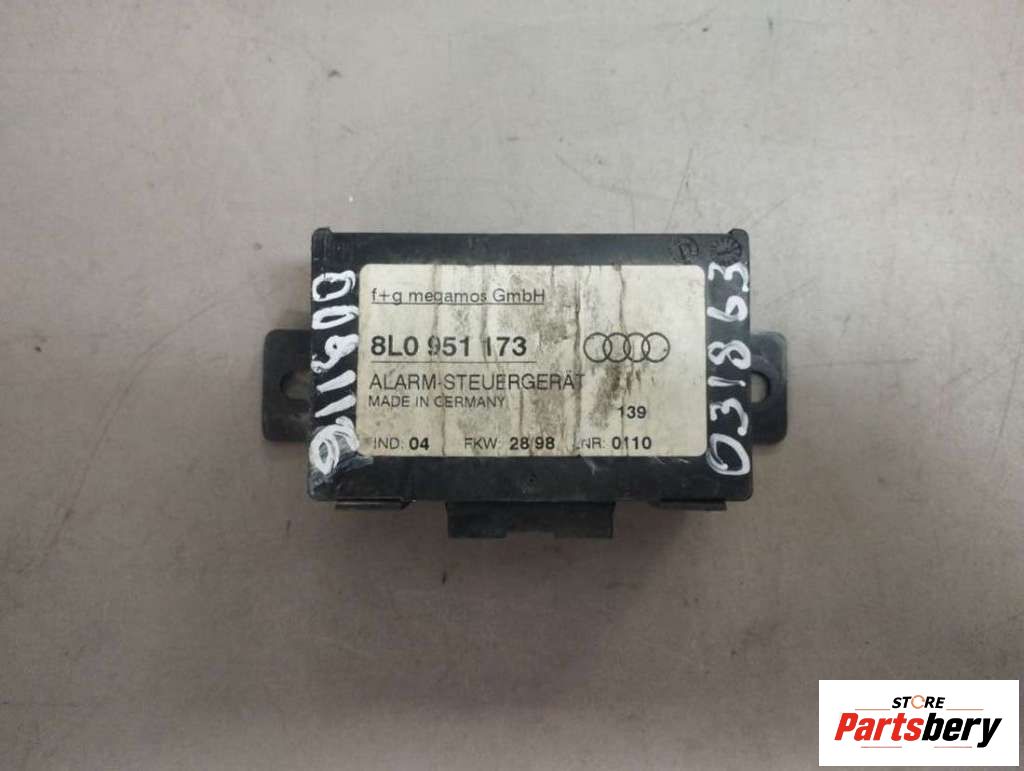 f+g megamos GmbH
8L0 951 173
ALARM-STEUERGERÄT
MADE IN GERMANY
139
IND: 04 FKW: 28/98 LNR: 0110
031863
STORE
Partsbery